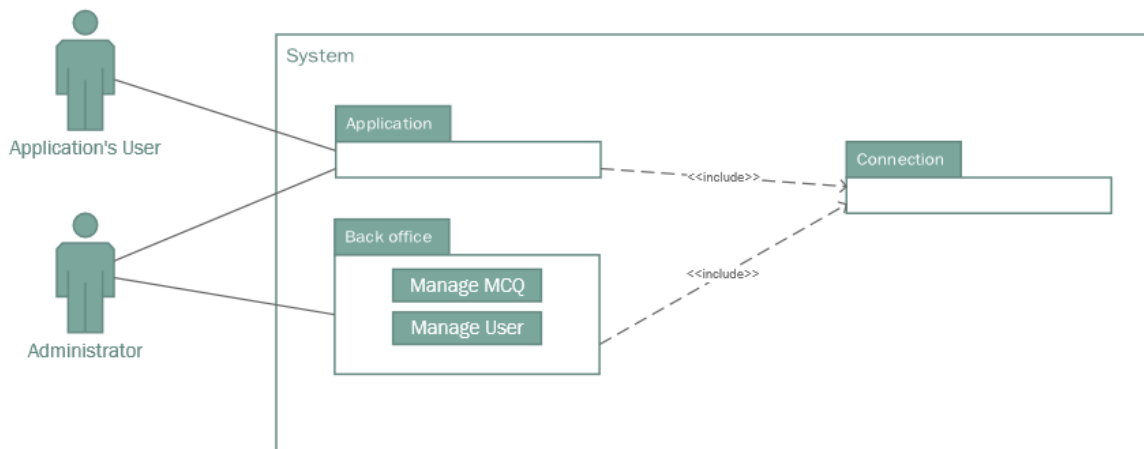 System
Application
Application's User
Connection
<<include>>
Back office
<<include>>
Manage MCQ
Manage User
Administrator